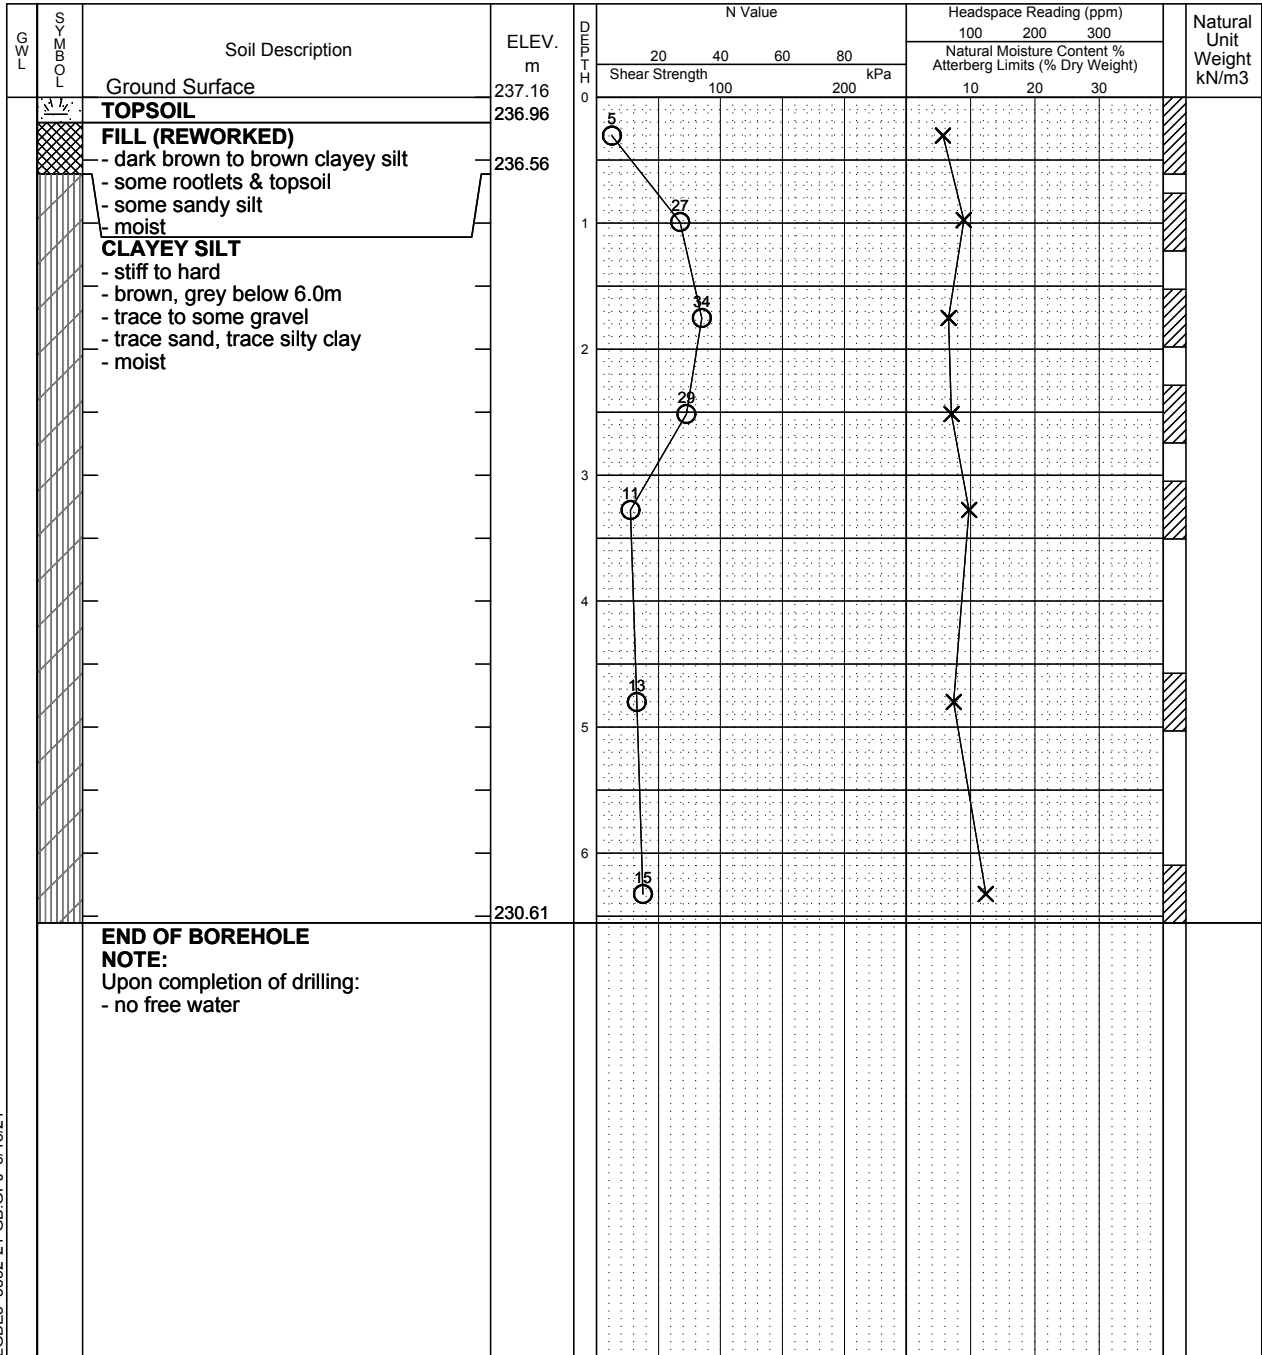 GWL
SYMBOL
Soil Description
Ground Surface
ELEV.
m
237.16
DEPTH
N Value
20 40 60 80
Shear Strength kPa
100 200
Headspace Reading (ppm)
100 200 300
Natural Moisture Content %
Atterberg Limits (% Dry Weight)
10 20 30
Natural
Unit
Weight
kN/m3
0
TOPSOIL
236.96
FILL (REWORKED)
- dark brown to brown clayey silt
236.56
- some rootlets & topsoil
- some sandy silt
- moist
CLAYEY SILT
- stiff to hard
- brown, grey below 6.0m
- trace to some gravel
- trace sand, trace silty clay
- moist
5
27
1
34
2
29
3
11
4
13
5
6
15
230.61
END OF BOREHOLE
NOTE:
Upon completion of drilling:
- no free water